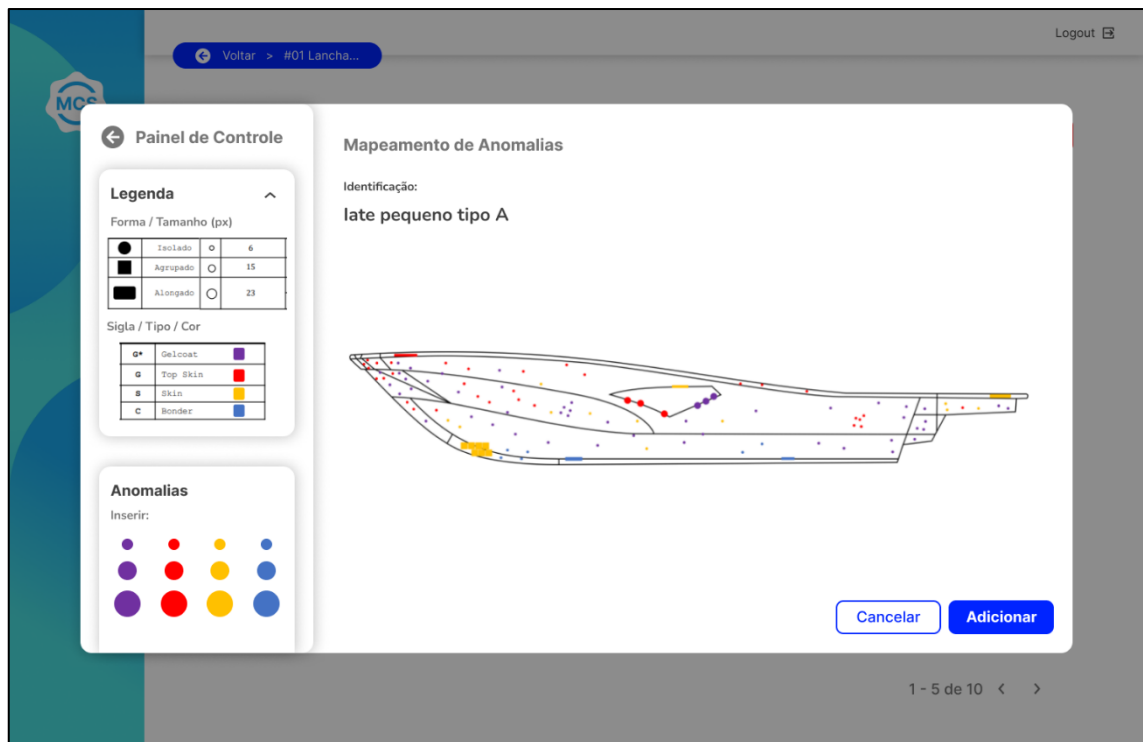 Logout
Voltar > #01 Lancha...
MCS
Painel de Controle
Legenda
Forma / Tamanho (px)
Isolado 6
Agrupado 15
Alongado 23
Sigla / Tipo / Cor
G* Gelcoat
G Top Skin
S Skin
C Bonder
Anomalias
Inserir:
Mapeamento de Anomalias
Identificação:
Iate pequeno tipo A
Cancelar
Adicionar
1 - 5 de 10 < >